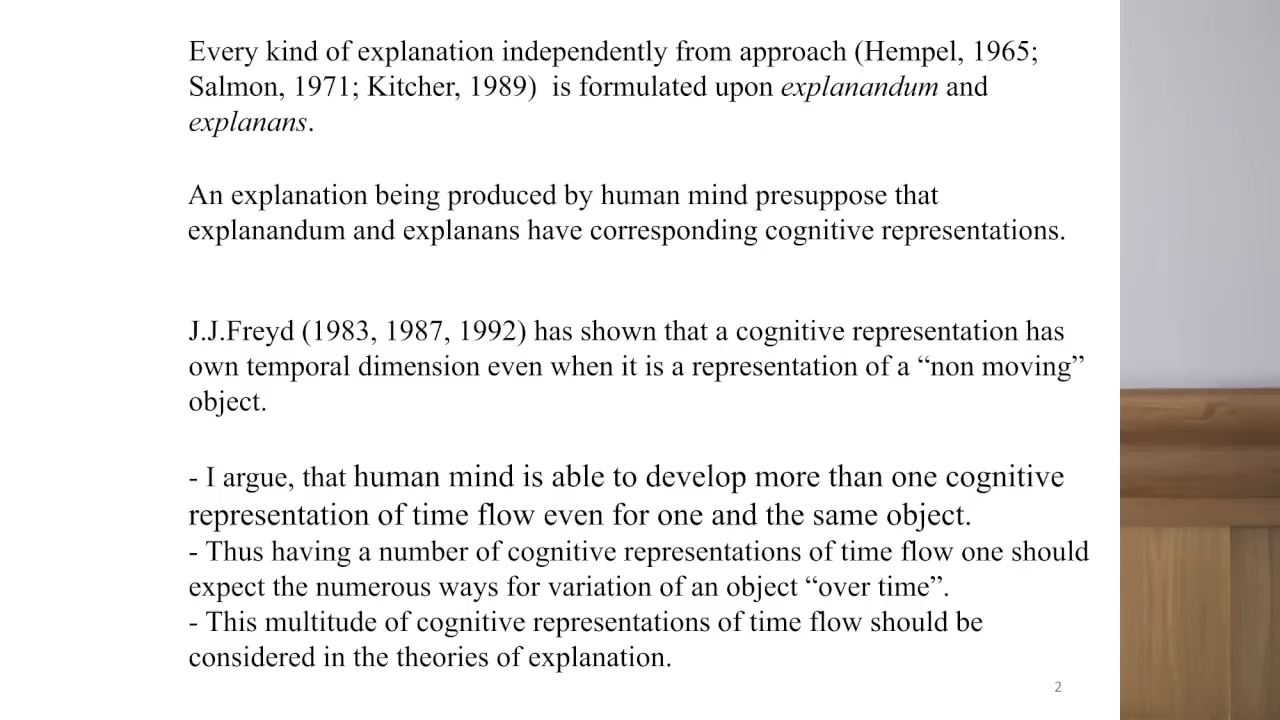 Every kind of explanation independently from approach (Hempel, 1965;
Salmon, 1971; Kitcher, 1989)  is formulated upon explanandum and
explanans.
An explanation being produced by human mind presuppose that
explanandum and explanans have corresponding cognitive representations.
J.J.Freyd (1983, 1987, 1992) has shown that a cognitive representation has
own temporal dimension even when it is a representation of a “non moving”
object.
- I argue, that human mind is able to develop more than one cognitive
representation of time flow even for one and the same object.
- Thus having a number of cognitive representations of time flow one should
expect the numerous ways for variation of an object “over time”.
- This multitude of cognitive representations of time flow should be
considered in the theories of explanation.
2